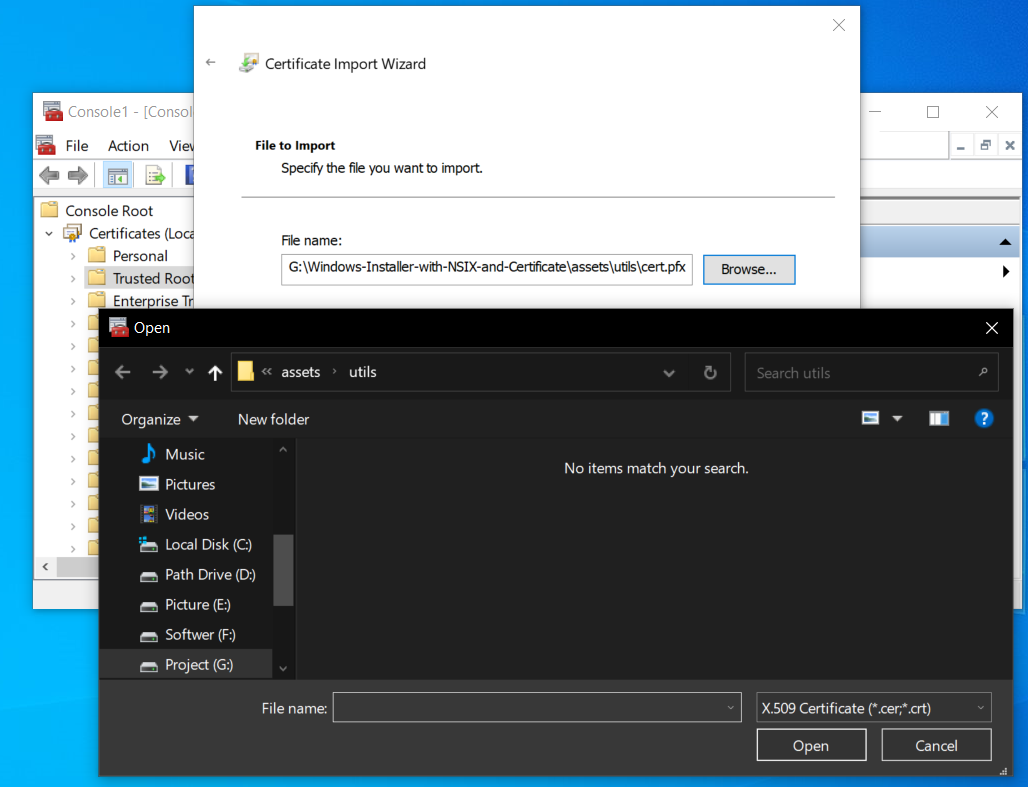 Certificate Import Wizard
Console1 - [Consol
File Action View
File to Import
Specify the file you want to import.
Console Root
Certificates (Loca
Personal
Trusted Root
Enterprise Tr
File name:
G:\Windows-Installer-with-NSIX-and-Certificate\assets\utils\cert.pfx
Browse...
Open
« assets › utils
Search utils
Organize
New folder
?
Music
Pictures
Videos
Local Disk (C:)
Path Drive (D:)
Picture (E:)
Softwer (F:)
Project (G:)
No items match your search.
File name:
X.509 Certificate (*.cer;*.crt)
Open
Cancel